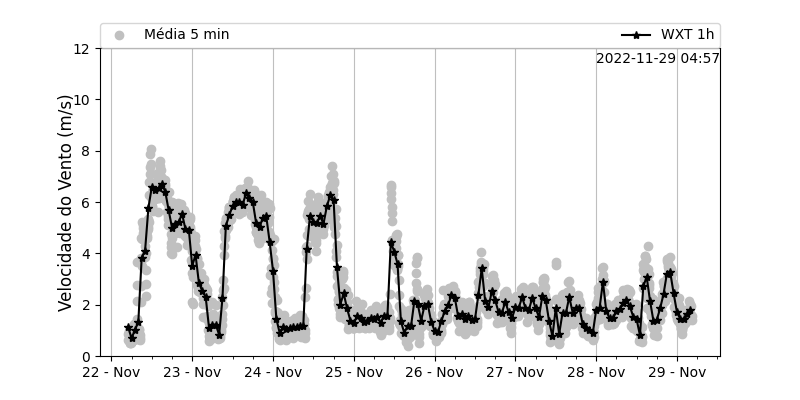 Média 5 min
WXT 1h
2022-11-29 04:57
Velocidade do Vento (m/s)
12
10
8
6
4
2
0
22 - Nov
23 - Nov
24 - Nov
25 - Nov
26 - Nov
27 - Nov
28 - Nov
29 - Nov